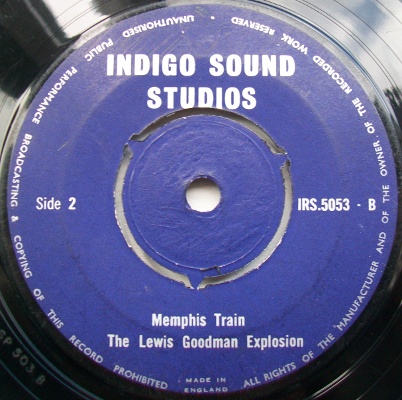 INDIGO SOUND
STUDIOS
Side 2
IRS.5053 - B
Memphis Train
The Lewis Goodman Explosion
MADE IN
ENGLAND
ALL RIGHTS OF THE MANUFACTURER AND OF THE OWNER OF THE RECORDED WORK RESERVED UNAUTHORISED PUBLIC PERFORMANCE BROADCASTING & COPYING OF THIS RECORD PROHIBITED